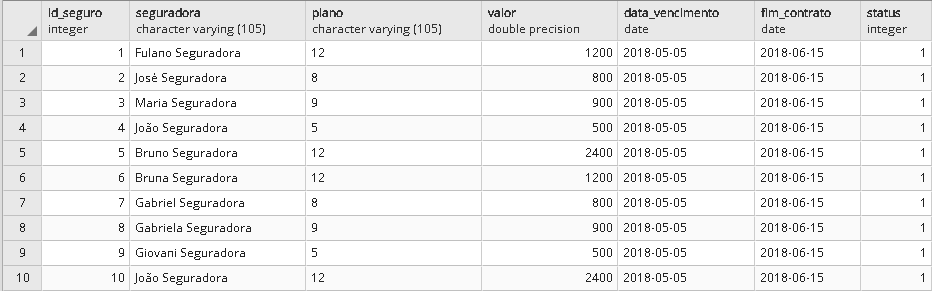 id_seguro seguradora plano valor data_vencimento fim_contrato status
integer character varying (105) character varying (105) double precision date date integer
1 1 Fulano Seguradora 12 1200 2018-05-05 2018-06-15 1
2 2 José Seguradora 8 800 2018-05-05 2018-06-15 1
3 3 Maria Seguradora 9 900 2018-05-05 2018-06-15 1
4 4 João Seguradora 5 500 2018-05-05 2018-06-15 1
5 5 Bruno Seguradora 12 2400 2018-05-05 2018-06-15 1
6 6 Bruna Seguradora 12 1200 2018-05-05 2018-06-15 1
7 7 Gabriel Seguradora 8 800 2018-05-05 2018-06-15 1
8 8 Gabriela Seguradora 9 900 2018-05-05 2018-06-15 1
9 9 Giovani Seguradora 5 500 2018-05-05 2018-06-15 1
10 10 João Seguradora 12 2400 2018-05-05 2018-06-15 1